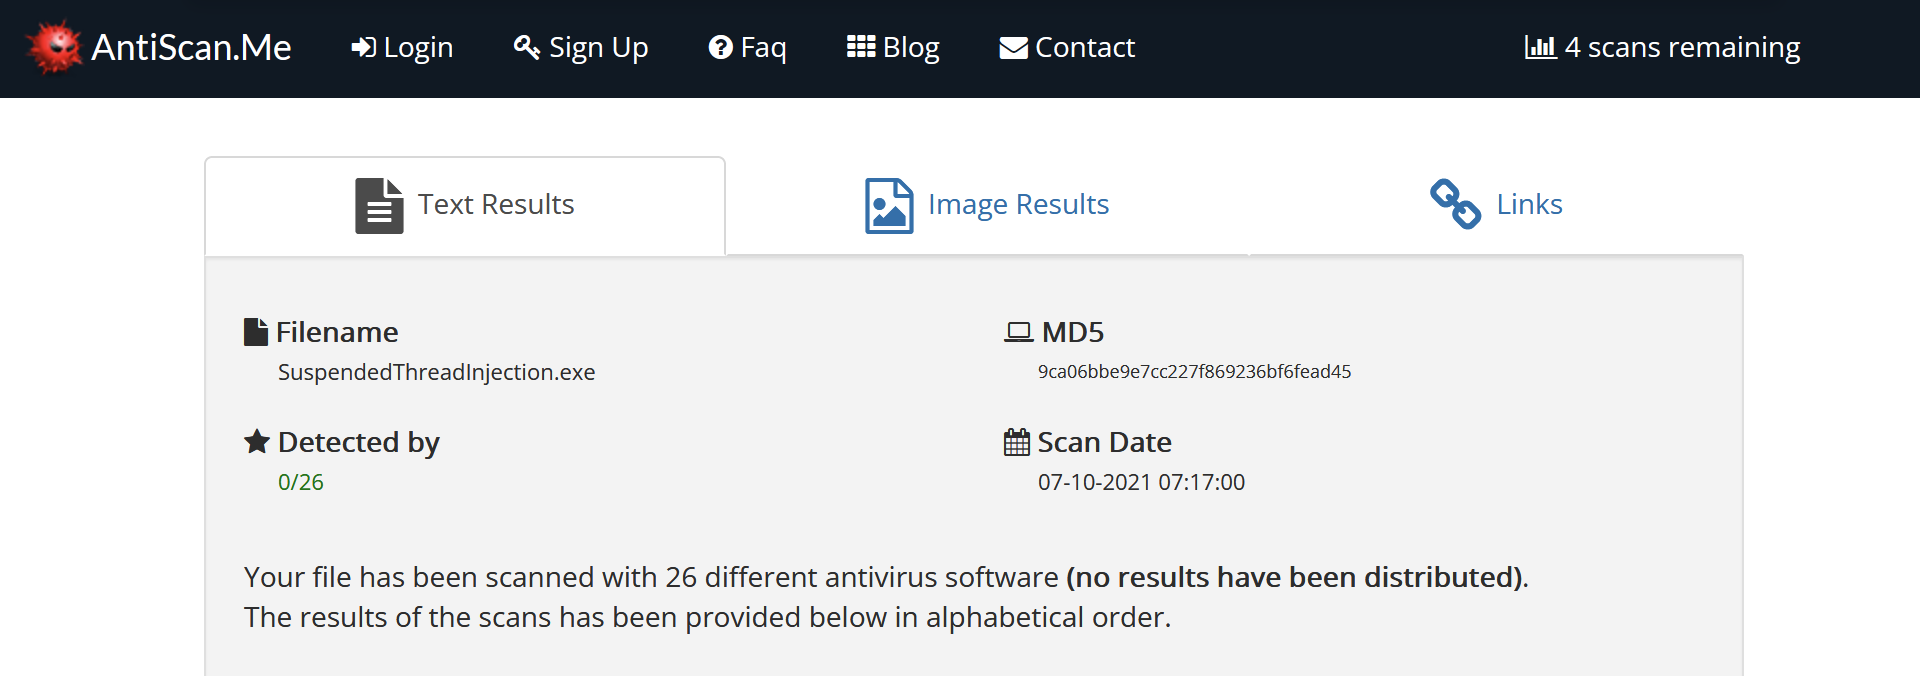 AntiScan.Me Login Sign Up Faq Blog Contact 4 scans remaining
Text Results Image Results Links
Filename MD5
SuspendedThreadInjection.exe 9ca06bbe9e7cc227f869236bf6fead45
Detected by Scan Date
0/26 07-10-2021 07:17:00
Your file has been scanned with 26 different antivirus software (no results have been distributed).
The results of the scans has been provided below in alphabetical order.